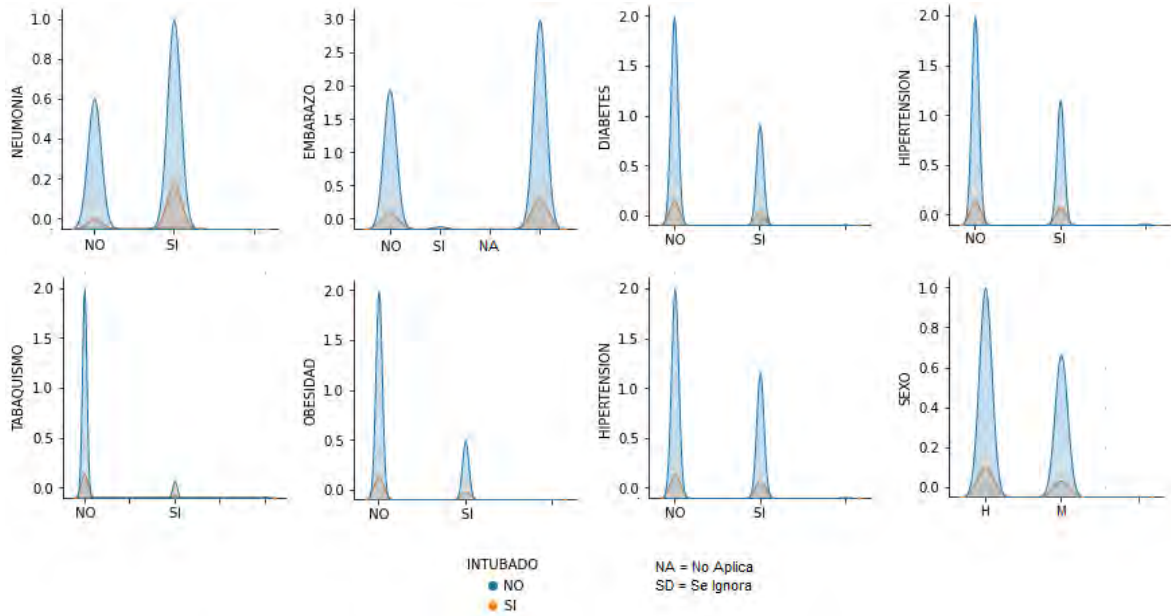 NEUMONIA
1.0
0.8
0.6
0.4
0.2
0.0
NO SI
EMBARAZO
3.0
2.5
2.0
1.5
1.0
3.5
0.0
NO SI NA
DIABETES
2.0
1.5
1.0
0.5
0.0
NO SI
HIPERTENSION
2.0
1.5
1.0
0.5
0.0
NO SI
TABAQUISMO
2.0
1.5
1.0
0.5
0.0
NO SI
OBESIDAD
2.0
1.5
1.0
0.5
0.0
NO SI
HIPERTENSION
2.0
1.5
1.0
0.5
0.0
NO SI
SEXO
1.0
0.8
0.6
0.4
0.2
0.0
H M
INTUBADO
NO
SI
NA = No Aplica
SD = Se Ignora